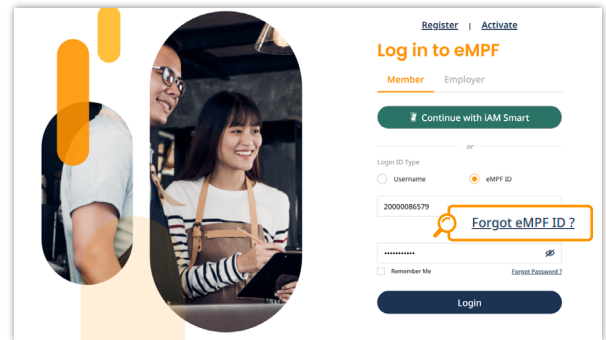 Register | Activate
Log in to eMPF
Member Employer
Continue with iAM Smart
or
Login ID Type
Username eMPF ID
20000086579
Forgot eMPF ID ?
•••••••••••
Remember Me Forgot Password ?
Login